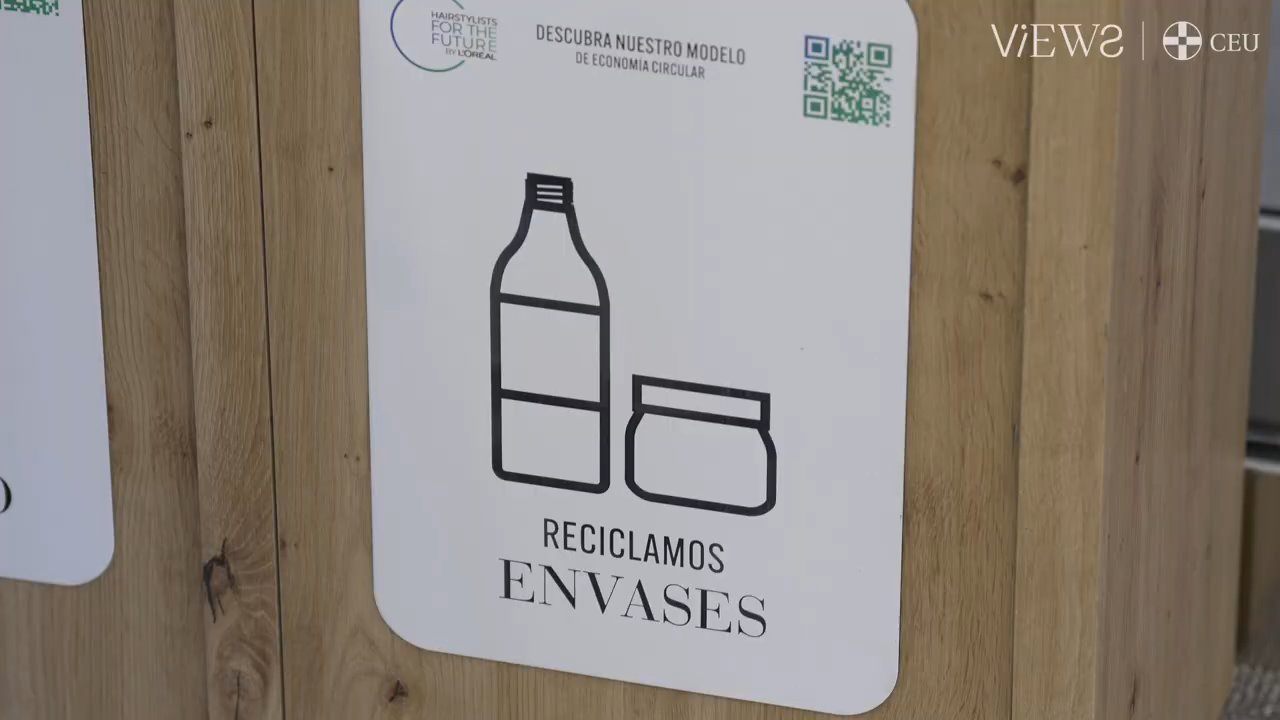 HAIRSTYLISTS
FOR THE
FUTURE
BY L'ORÉAL
DESCUBRA NUESTRO MODELO
DE ECONOMÍA CIRCULAR
ViEWS
CEU
RECICLAMOS
ENVASES